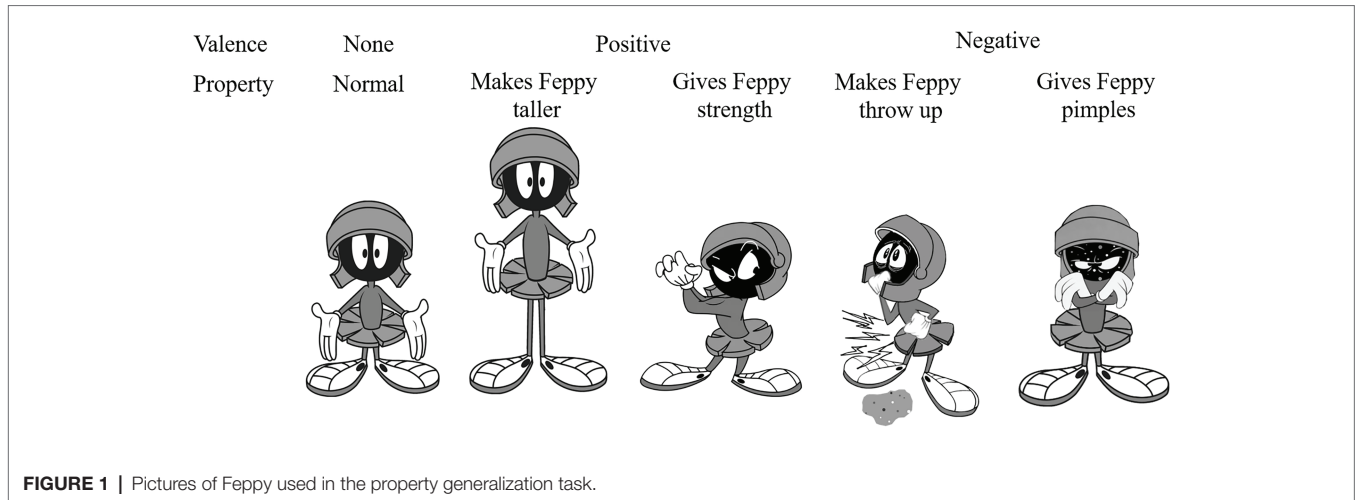 Valence None Positive Negative
Property Normal Makes Feppy taller Gives Feppy strength Makes Feppy throw up Gives Feppy pimples
FIGURE 1 | Pictures of Feppy used in the property generalization task.